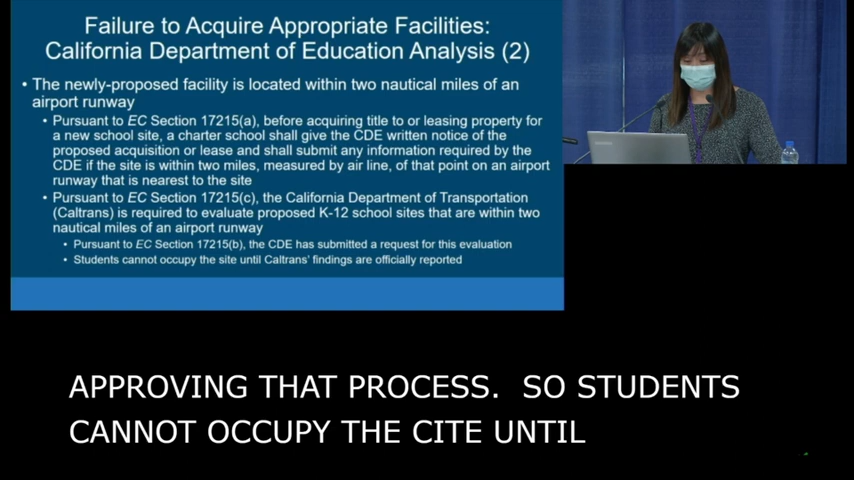 Failure to Acquire Appropriate Facilities:
California Department of Education Analysis (2)
• The newly-proposed facility is located within two nautical miles of an
airport runway
• Pursuant to EC Section 17215(a), before acquiring title to or leasing property for
a new school site, a charter school shall give the CDE written notice of the
proposed acquisition or lease and shall submit any information required by the
CDE if the site is within two miles, measured by air line, of that point on an airport
runway that is nearest to the site
• Pursuant to EC Section 17215(c), the California Department of Transportation
(Caltrans) is required to evaluate proposed K-12 school sites that are within two
nautical miles of an airport runway
• Pursuant to EC Section 17215(b), the CDE has submitted a request for this evaluation
• Students cannot occupy the site until Caltrans' findings are officially reported
APPROVING THAT PROCESS.  SO STUDENTS
CANNOT OCCUPY THE CITE UNTIL